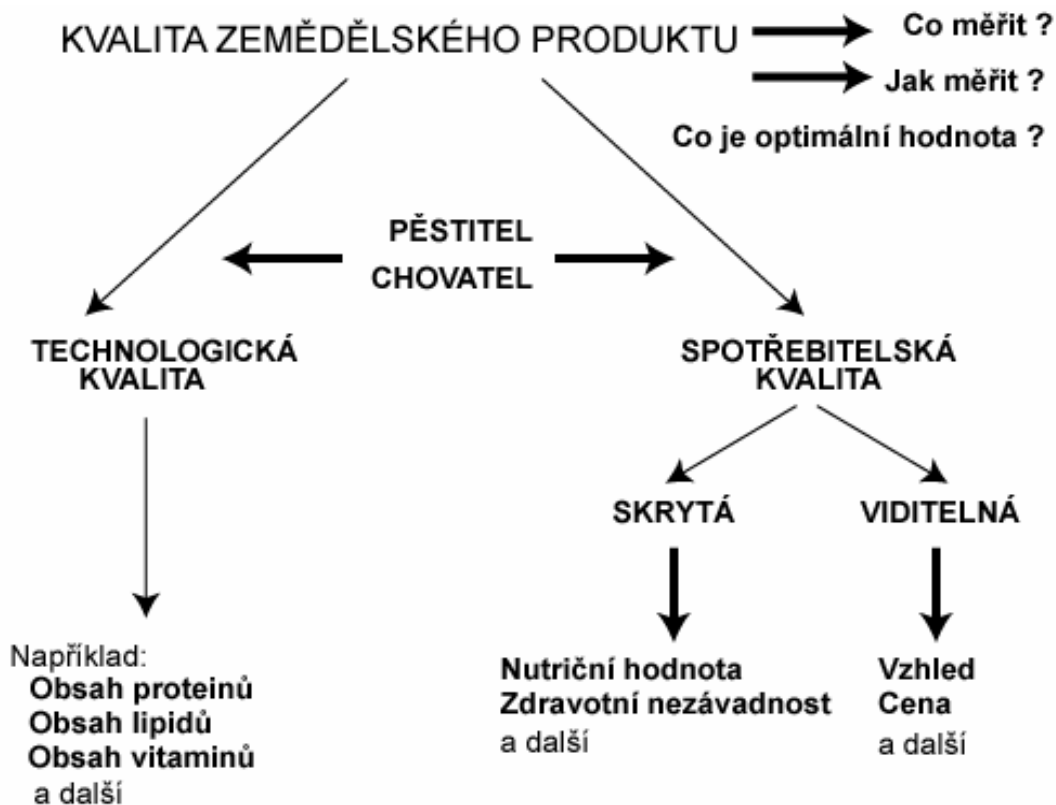 KVALITA ZEMĚDĚLSKÉHO PRODUKTU
Co měřit ?
Jak měřit ?
Co je optimální hodnota ?
PĚSTITEL
CHOVATEL
TECHNOLOGICKÁ
KVALITA
SPOTŘEBITELSKÁ
KVALITA
SKRYTÁ
VIDITELNÁ
Například:
Obsah proteinů
Obsah lipidů
Obsah vitaminů
a další
Nutriční hodnota
Zdravotní nezávadnost
a další
Vzhled
Cena
a další